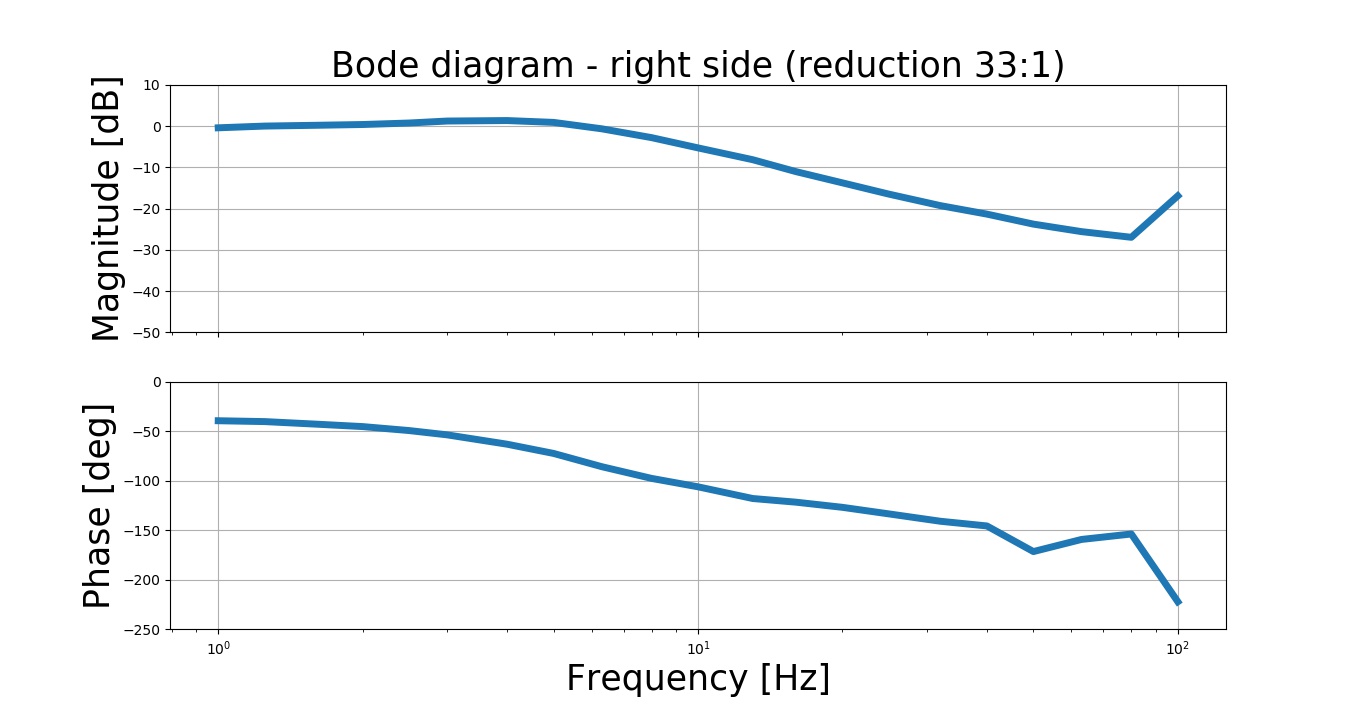 Bode diagram - right side (reduction 33:1)
Magnitude [dB]
10
0
−10
−20
−30
−40
−50
Phase [deg]
0
−50
−100
−150
−200
−250
10⁰ 10¹ 10²
Frequency [Hz]